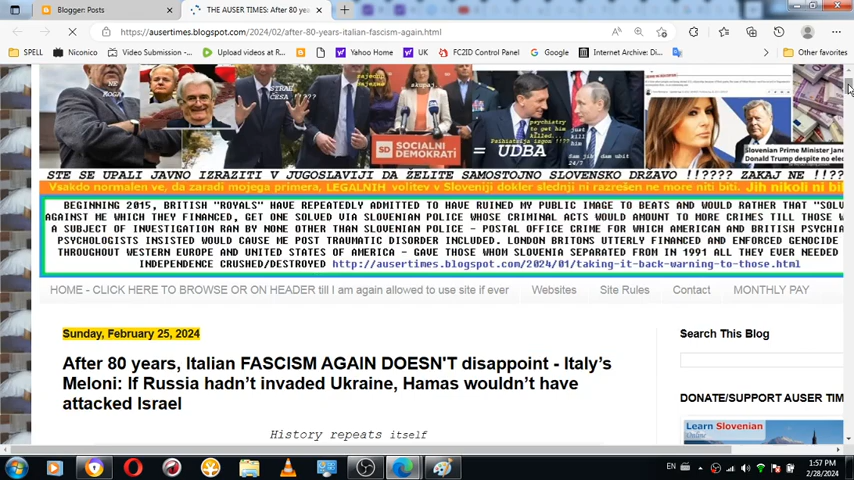 Blogger: Posts
THE AUSER TIMES: After 80 yea
https://ausertimes.blogspot.com/2024/02/after-80-years-italian-fascism-again.html
SPELL
Niconico
Video Submission -...
Upload videos at r...
Yahoo Home
UK
FC2ID Control Panel
Google
Internet Archive: Di...
Other favorites
SOCIALNI
DEMOKRATI
= UDBA
psychiatry
to get him
killed...
Slovenian Prime Minister Jane
Donald Trump despite no ele
STE SE UPALI JAVNO IZRAZITI V JUGOSLAVIJI DA ŽELITE SAMOSTOJNO SLOVENSKO DRŽAVO !!???? ZAKAJ NE !!??
Vsakdo normalen ve, da zaradi mojega primera, LEGALNIH volitev v Sloveniji dokler slednji ni razrešen ne more niti biti. Jih nikoli ni bil
BEGINNING 2015, BRITISH "ROYALS" HAVE REPEATEDLY ADMITTED TO HAVE RUINED MY PUBLIC IMAGE TO BEATS AND WOULD RATHER THAT "SOLV
AGAINST ME WHICH THEY FINANCED, GET ONE SOLVED VIA SLOVENIAN POLICE WHOSE CRIMINAL ACTS WOULD AMOUNT TO MORE CRIMES TILL THOSE W
A SUBJECT OF INVESTIGATION RAN BY NONE OTHER THAN SLOVENIAN POLICE - POSTAL OFFICE CRIME FOR WHICH AMERICAN AND BRITISH PSYCHIA
PSYCHOLOGISTS INSISTED WOULD CAUSE ME POST TRAUMATIC DISORDER INCLUDED. LONDON BRITONS UTTERLY FINANCED AND ENFORCED GENOCIDE
THROUGHOUT WESTERN EUROPE AND UNITED STATES OF AMERICA - GAVE THOSE WHOM SLOVENIA SEPARATED FROM IN 1991 ALL THEY EVER NEEDED
INDEPENDENCE CRUSHED/DESTROYED http://ausertimes.blogspot.com/2024/01/taking-it-back-warning-to-those.html
HOME - CLICK HERE TO BROWSE OR ON HEADER till I am again allowed to use site if ever
Websites
Site Rules
Contact
MONTHLY PAY
Sunday, February 25, 2024
After 80 years, Italian FASCISM AGAIN DOESN'T disappoint - Italy’s
Meloni: If Russia hadn’t invaded Ukraine, Hamas wouldn’t have
attacked Israel
History repeats itself
Search This Blog
DONATE/SUPPORT AUSER TIM
Learn Slovenian
Online
EN
1:57 PM
2/28/2024